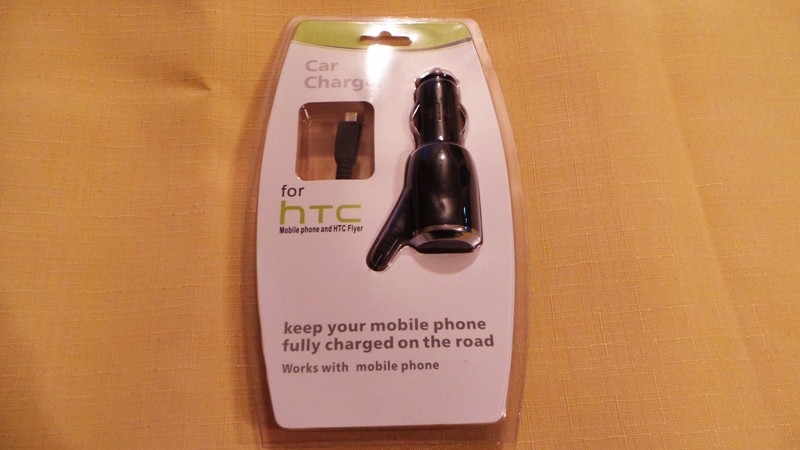 Car
Charge
for
hTC
Mobile phone and HTC Flyer
keep your mobile phone
fully charged on the road
Works with mobile phone